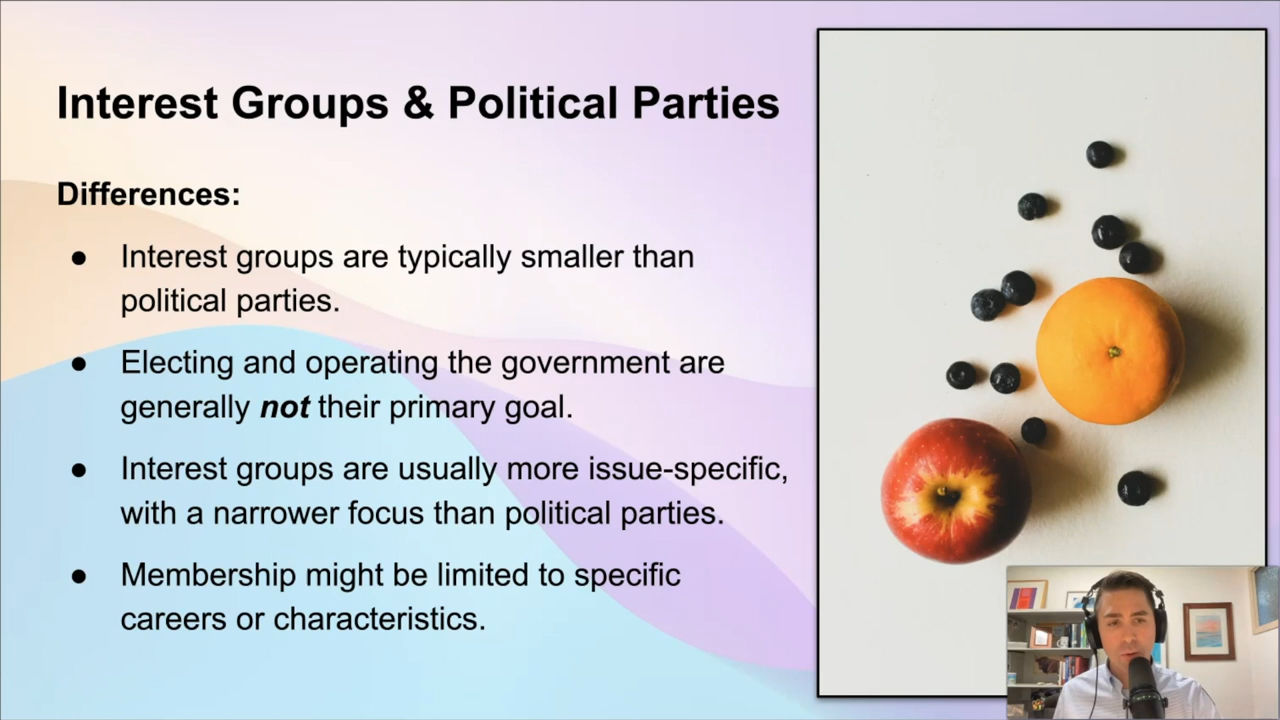 Interest Groups & Political Parties
Differences:
● Interest groups are typically smaller than
political parties.
● Electing and operating the government are
generally not their primary goal.
● Interest groups are usually more issue-specific,
with a narrower focus than political parties.
● Membership might be limited to specific
careers or characteristics.